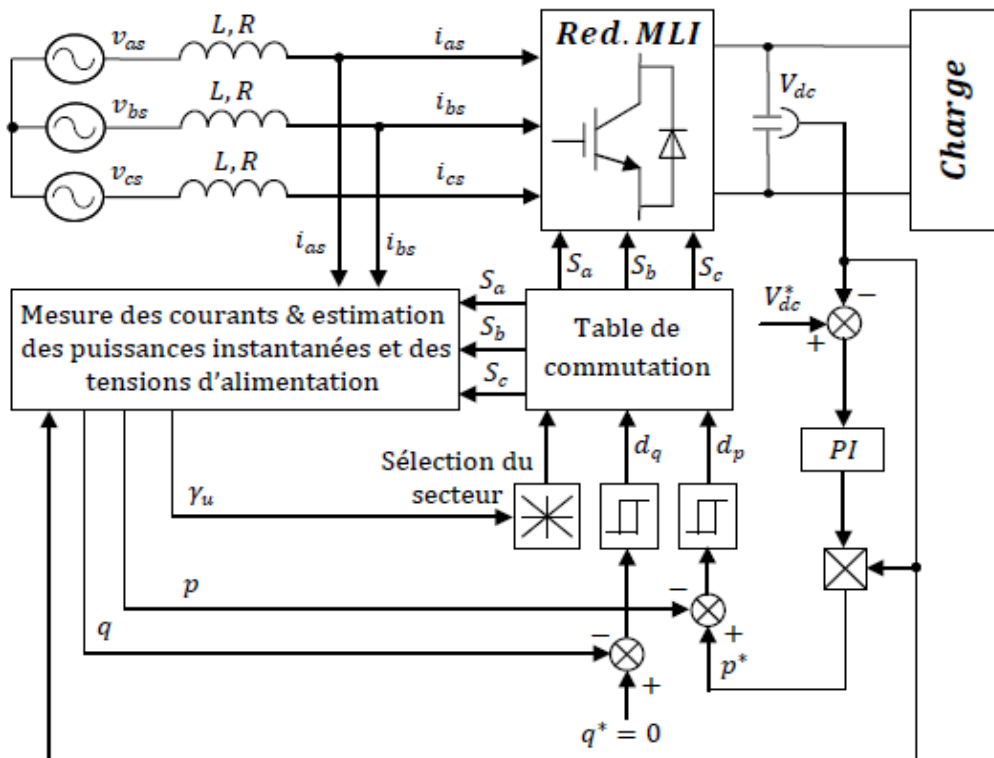 L, R
v_as
i_as
Red. MLI
L, R
v_bs
i_bs
V_dc
L, R
v_cs
i_cs
Charge
i_as
i_bs
S_a
S_b
S_c
Mesure des courants & estimation
des puissances instantanées et des
tensions d'alimentation
S_a
S_b
S_c
Table de
commutation
V_dc^*
−
+
PI
Sélection du
secteur
d_q
d_p
γ_u
p
−
+
q
−
+
p^*
q^* = 0